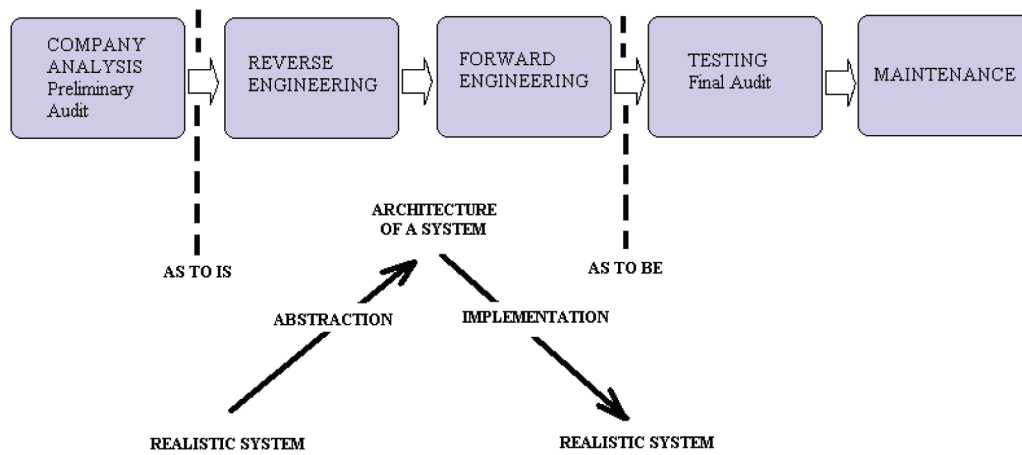 COMPANY
ANALYSIS
Preliminary
Audit
REVERSE
ENGINEERING
FORWARD
ENGINEERING
TESTING
Final Audit
MAINTENANCE
ARCHITECTURE
OF A SYSTEM
AS TO IS
AS TO BE
ABSTRACTION
IMPLEMENTATION
REALISTIC SYSTEM
REALISTIC SYSTEM